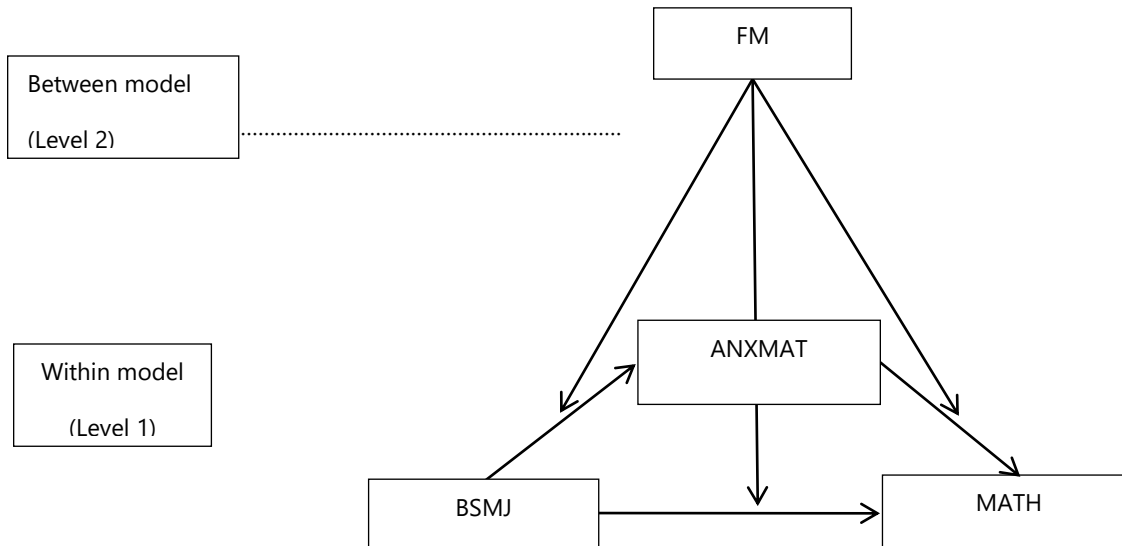 FM
Between model
(Level 2)
ANXMAT
Within model
(Level 1)
BSMJ
MATH